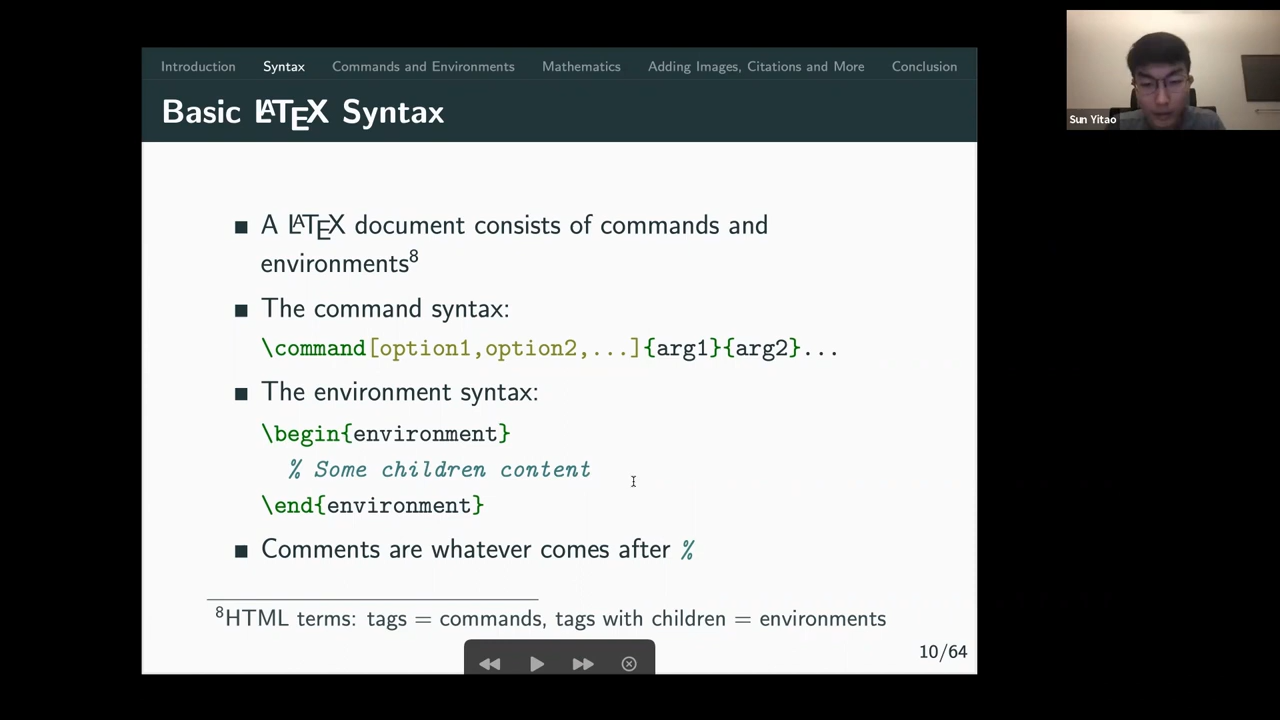 Introduction Syntax Commands and Environments Mathematics Adding Images, Citations and More Conclusion
Basic LATEX Syntax
■ A LATEX document consists of commands and
environments⁸
■ The command syntax:
\command[option1,option2,...]{arg1}{arg2}...
■ The environment syntax:
\begin{environment}
% Some children content
\end{environment}
■ Comments are whatever comes after %
⁸HTML terms: tags = commands, tags with children = environments
10/64
Sun Yitao